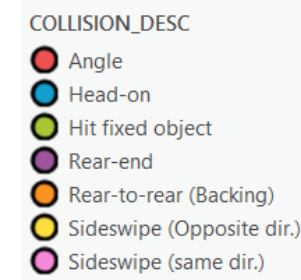 COLLISION_DESC
Angle
Head-on
Hit fixed object
Rear-end
Rear-to-rear (Backing)
Sideswipe (Opposite dir.)
Sideswipe (same dir.)